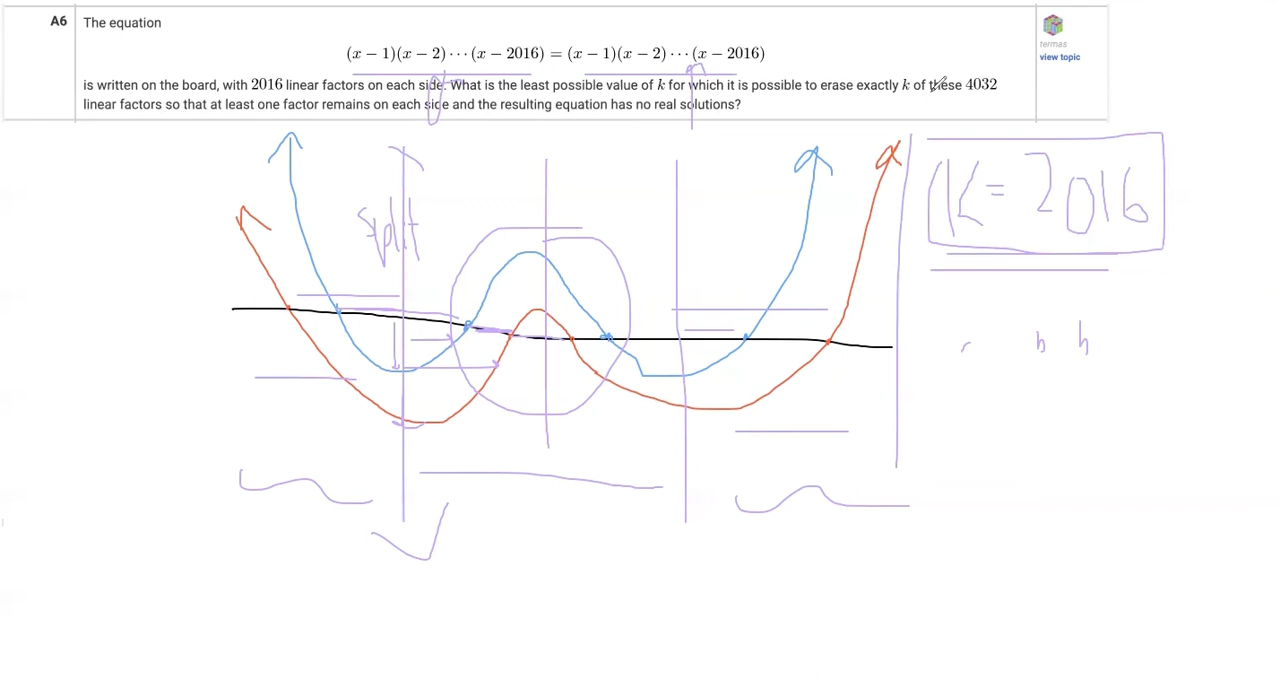 A6 The equation
(x − 1)(x − 2) · · · (x − 2016) = (x − 1)(x − 2) · · · (x − 2016)
termas
view topic
is written on the board, with 2016 linear factors on each side. What is the least possible value of k for which it is possible to erase exactly k of these 4032
linear factors so that at least one factor remains on each side and the resulting equation has no real solutions?
split
K = 2016
h h